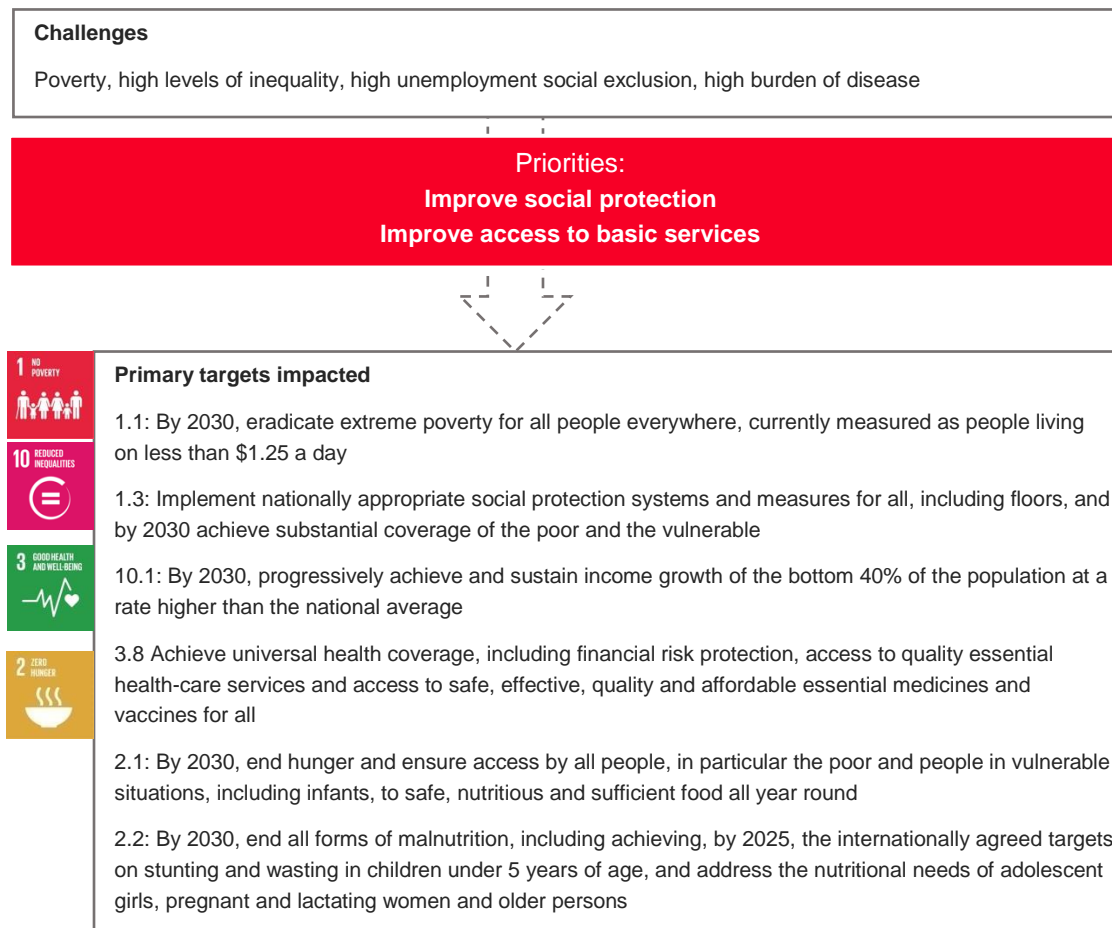 Challenges
Poverty, high levels of inequality, high unemployment social exclusion, high burden of disease
Priorities:
Improve social protection
Improve access to basic services
1 NO POVERTY
10 REDUCED INEQUALITIES
3 GOOD HEALTH AND WELL-BEING
2 ZERO HUNGER
Primary targets impacted
1.1: By 2030, eradicate extreme poverty for all people everywhere, currently measured as people living
on less than $1.25 a day
1.3: Implement nationally appropriate social protection systems and measures for all, including floors, and
by 2030 achieve substantial coverage of the poor and the vulnerable
10.1: By 2030, progressively achieve and sustain income growth of the bottom 40% of the population at a
rate higher than the national average
3.8 Achieve universal health coverage, including financial risk protection, access to quality essential
health-care services and access to safe, effective, quality and affordable essential medicines and
vaccines for all
2.1: By 2030, end hunger and ensure access by all people, in particular the poor and people in vulnerable
situations, including infants, to safe, nutritious and sufficient food all year round
2.2: By 2030, end all forms of malnutrition, including achieving, by 2025, the internationally agreed targets
on stunting and wasting in children under 5 years of age, and address the nutritional needs of adolescent
girls, pregnant and lactating women and older persons